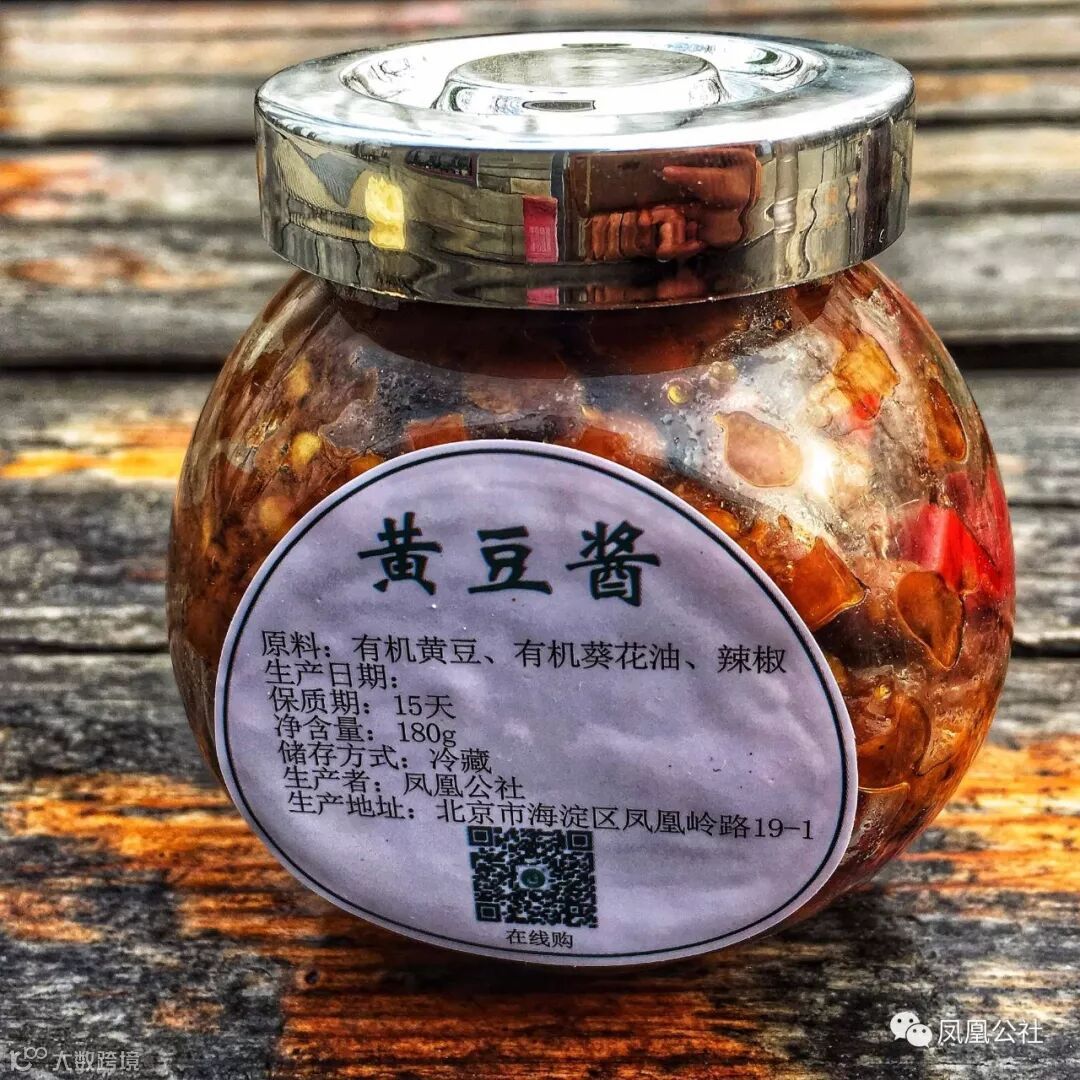 黄豆酱
原料：有机黄豆、有机葵花油、辣椒
生产日期：
保质期：15天
净含量：180g
储存方式：冷藏
生产者：凤凰公社
生产地址：北京市海淀区凤凰岭路19-1
在线购
凤凰公社
大数跨境